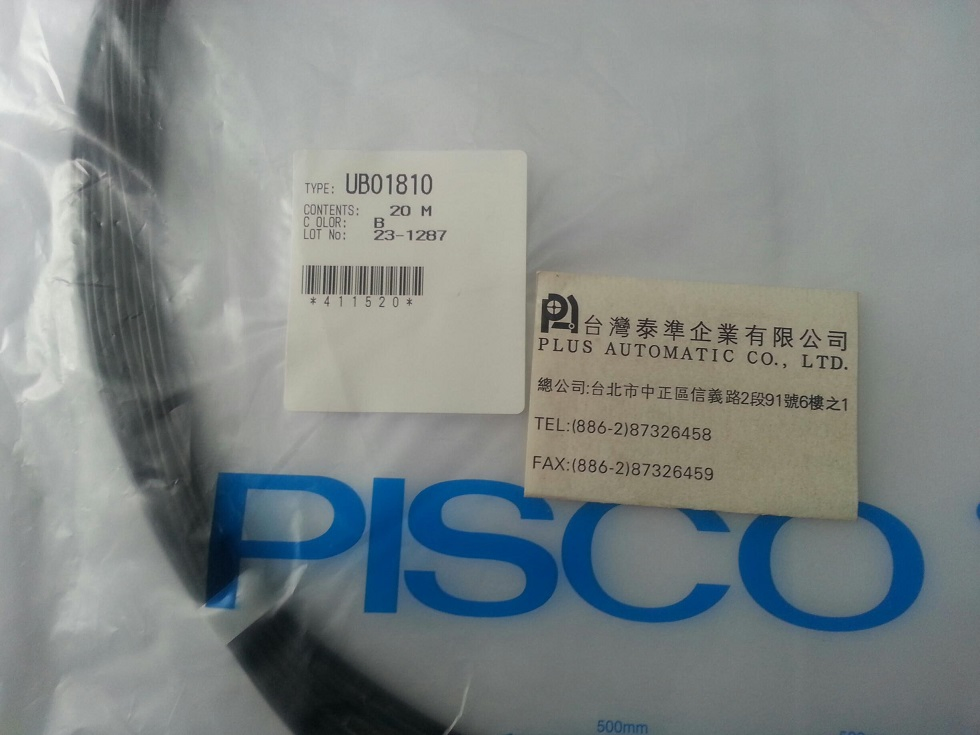 TYPE: UB01810
CONTENTS: 20 M
C OLOR: B
LOT No: 23-1287
*411520*
台灣泰準企業有限公司
PLUS AUTOMATIC CO., LTD.
總公司:台北市中正區信義路2段91號6樓之1
TEL:(886-2)87326458
FAX:(886-2)87326459
PISCO
500mm